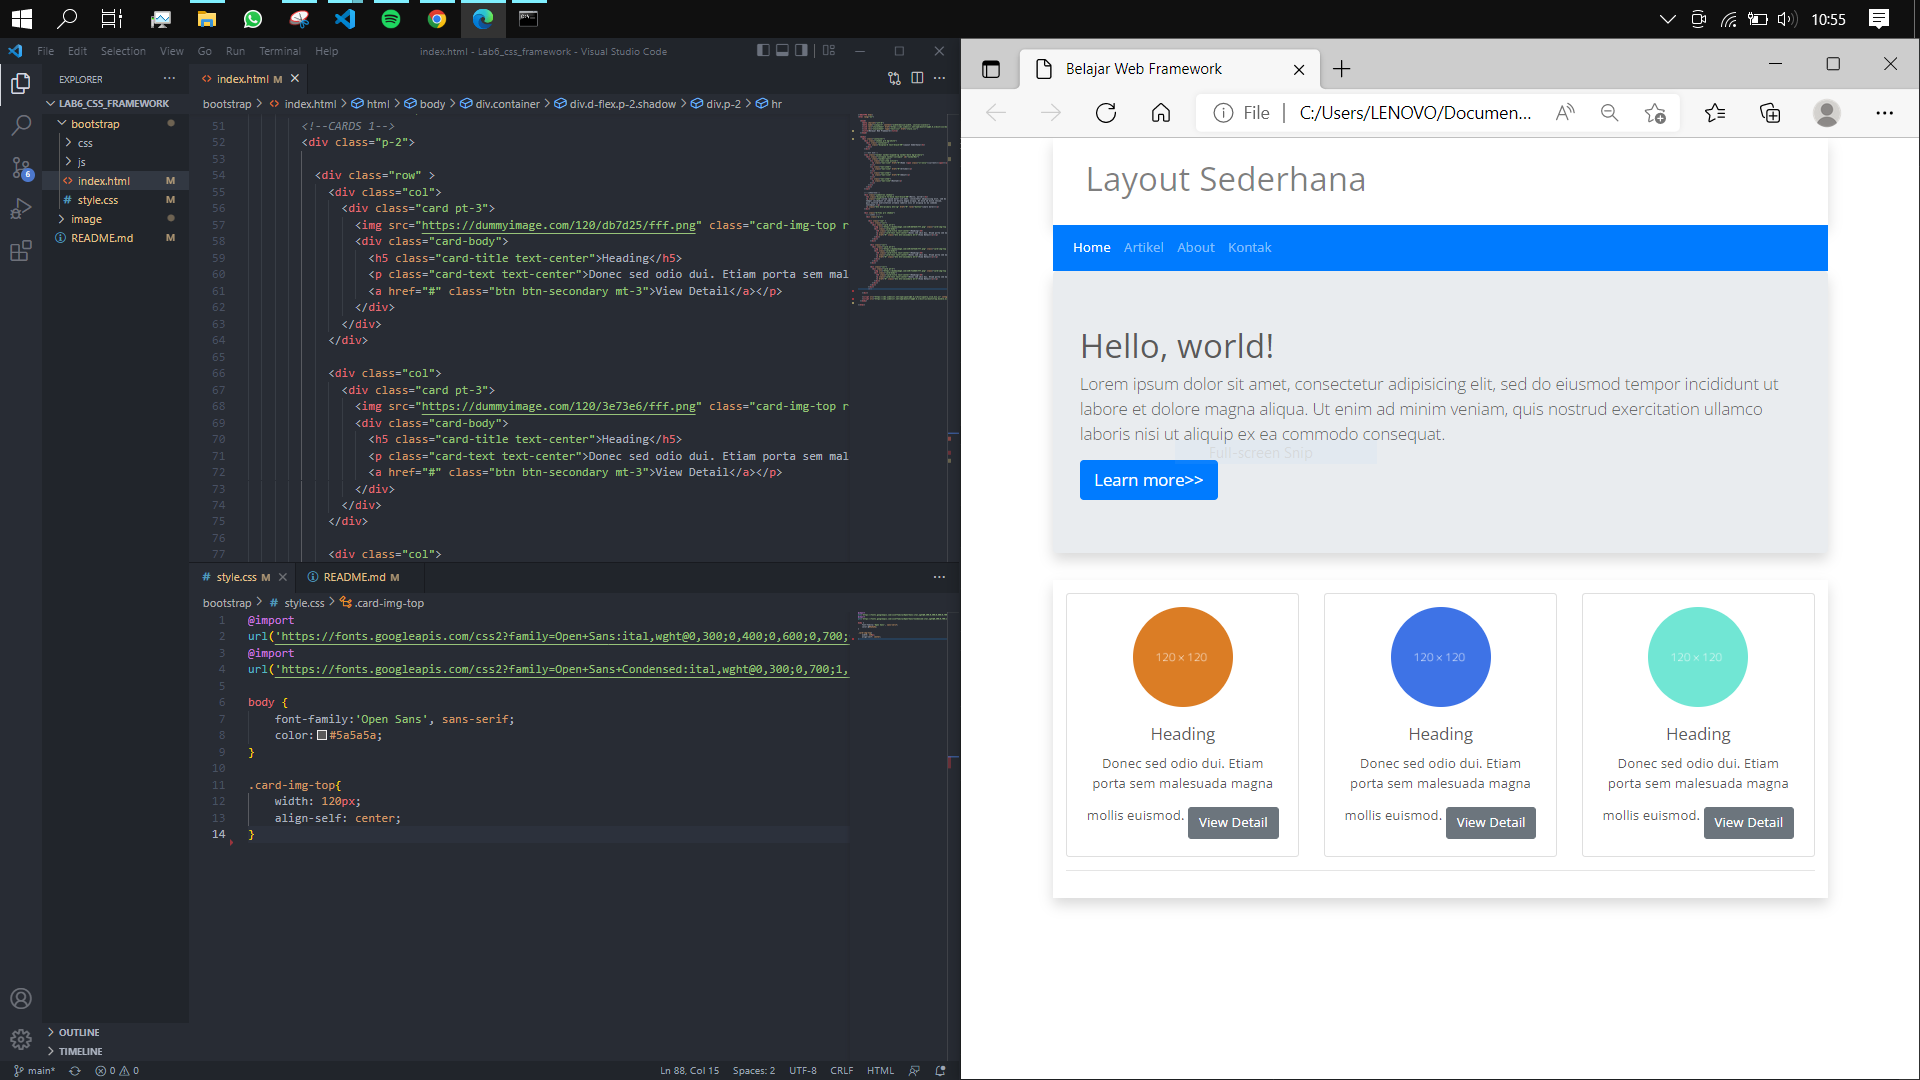 10:55
File Edit Selection View Go Run Terminal Help
index.html - Lab6_css_framework - Visual Studio Code
EXPLORER
LAB6_CSS_FRAMEWORK
bootstrap
css
js
index.html M
style.css M
image
README.md M
6
OUTLINE
TIMELINE
index.html M
bootstrap > index.html > html > body > div.container > div.d-flex.p-2.shadow > div.p-2 > hr
51 <!--CARDS 1-->
52 <div class="p-2">
53
54 <div class="row" >
55 <div class="col">
56 <div class="card pt-3">
57 <img src="https://dummyimage.com/120/db7d25/fff.png" class="card-img-top r
58 <div class="card-body">
59 <h5 class="card-title text-center">Heading</h5>
60 <p class="card-text text-center">Donec sed odio dui. Etiam porta sem mal
61 <a href="#" class="btn btn-secondary mt-3">View Detail</a></p>
62 </div>
63 </div>
64 </div>
65
66 <div class="col">
67 <div class="card pt-3">
68 <img src="https://dummyimage.com/120/3e73e6/fff.png" class="card-img-top r
69 <div class="card-body">
70 <h5 class="card-title text-center">Heading</h5>
71 <p class="card-text text-center">Donec sed odio dui. Etiam porta sem mal
72 <a href="#" class="btn btn-secondary mt-3">View Detail</a></p>
73 </div>
74 </div>
75 </div>
76
77 <div class="col">
style.css M README.md M
bootstrap > style.css > .card-img-top
1 @import
2 url('https://fonts.googleapis.com/css2?family=Open+Sans:ital,wght@0,300;0,400;0,600;0,700;
3 @import
4 url('https://fonts.googleapis.com/css2?family=Open+Sans+Condensed:ital,wght@0,300;0,700;1,
5
6 body {
7 font-family:'Open Sans', sans-serif;
8 color:#5a5a5a;
9 }
10
11 .card-img-top{
12 width: 120px;
13 align-self: center;
14 }
main* 0 0
Ln 88, Col 15 Spaces: 2 UTF-8 CRLF HTML
Belajar Web Framework
File | C:/Users/LENOVO/Documen...
Layout Sederhana
Home Artikel About Kontak
Hello, world!
Lorem ipsum dolor sit amet, consectetur adipisicing elit, sed do eiusmod tempor incididunt ut
labore et dolore magna aliqua. Ut enim ad minim veniam, quis nostrud exercitation ullamco
laboris nisi ut aliquip ex ea commodo consequat.
Full-screen Snip
Learn more>>
120 × 120
Heading
Donec sed odio dui. Etiam
porta sem malesuada magna
mollis euismod. View Detail
120 × 120
Heading
Donec sed odio dui. Etiam
porta sem malesuada magna
mollis euismod. View Detail
120 × 120
Heading
Donec sed odio dui. Etiam
porta sem malesuada magna
mollis euismod. View Detail